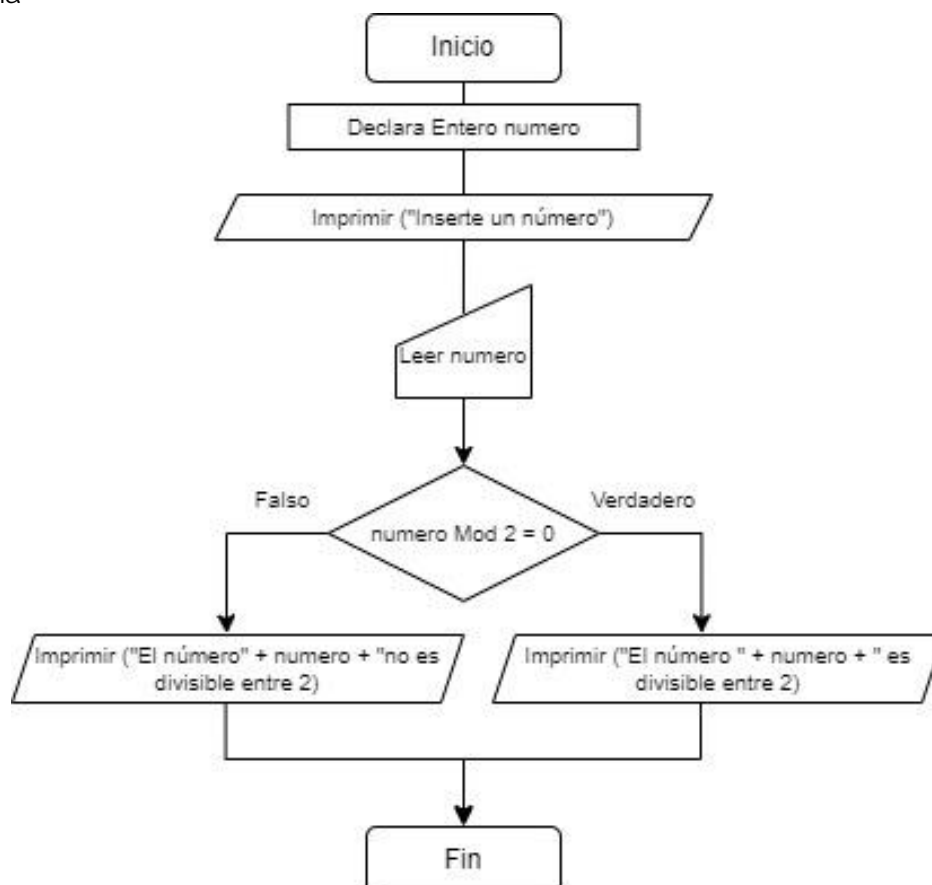 Inicio
Declara Entero numero
Imprimir ("Inserte un número")
Leer numero
Falso
Verdadero
numero Mod 2 = 0
Imprimir ("El número" + numero + "no es
divisible entre 2)
Imprimir ("El número " + numero + " es
divisible entre 2)
Fin